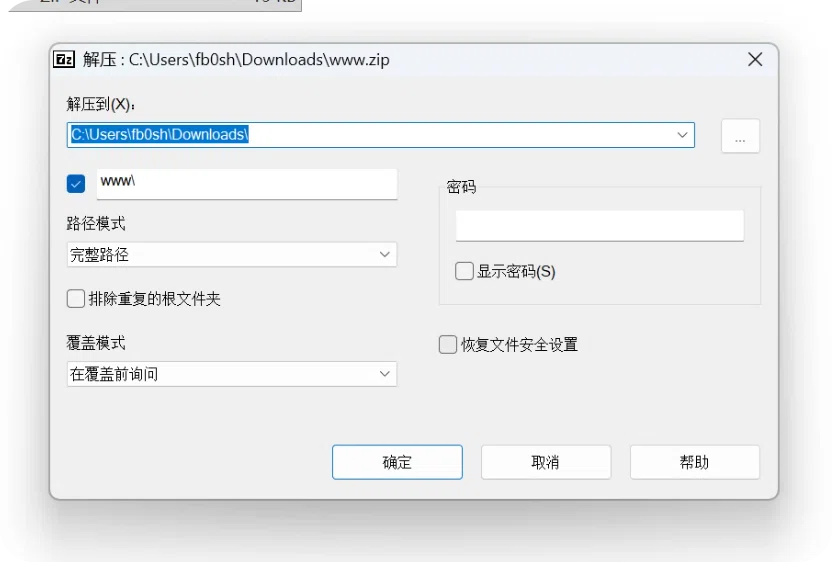 ZIP 文件
解压 : C:\Users\fb0sh\Downloads\www.zip
解压到(X):
C:\Users\fb0sh\Downloads\
...
www\
密码
路径模式
完整路径
显示密码(S)
排除重复的根文件夹
覆盖模式
恢复文件安全设置
在覆盖前询问
确定
取消
帮助